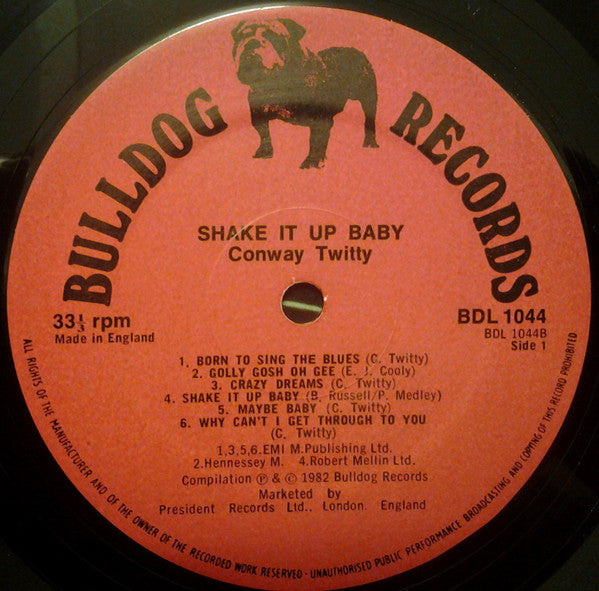 BULLDOG RECORDS
SHAKE IT UP BABY
Conway Twitty
33⅓ rpm
Made in England
BDL 1044
BDL 1044B
Side 1
1. BORN TO SING THE BLUES (C. Twitty)
2. GOLLY GOSH OH GEE (E. J. Cooly)
3. CRAZY DREAMS (C. Twitty)
4. SHAKE IT UP BABY (B. Russell/P. Medley)
5. MAYBE BABY (C. Twitty)
6. WHY CAN'T I GET THROUGH TO YOU
(C. Twitty)
1,3,5,6.EMI M.Publishing Ltd.
2.Hennessey M. 4.Robert Mellin Ltd.
Compilation ℗ & © 1982 Bulldog Records
Marketed by
President Records Ltd., London. England
ALL RIGHTS OF THE MANUFACTURER AND OF THE OWNER OF THE RECORDED WORK RESERVED - UNAUTHORISED PUBLIC PERFORMANCE BROADCASTING AND COPYING OF THIS RECORD PROHIBITED